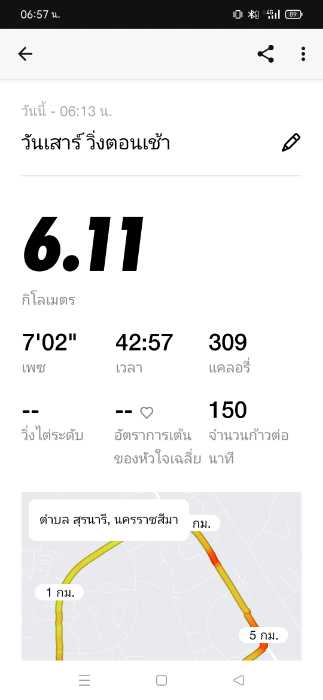 06:57 น.
89
วันนี้ - 06:13 น.
วันเสาร์ วิ่งตอนเช้า
6.11
กิโลเมตร
7'02" 42:57 309
เพซ เวลา แคลอรี่
-- -- 150
วิ่งไต่ระดับ อัตราการเต้นของหัวใจเฉลี่ย จำนวนก้าวต่อนาที
ตำบล สุรนารี, นครราชสีมา
กม.
1 กม.
5 กม.